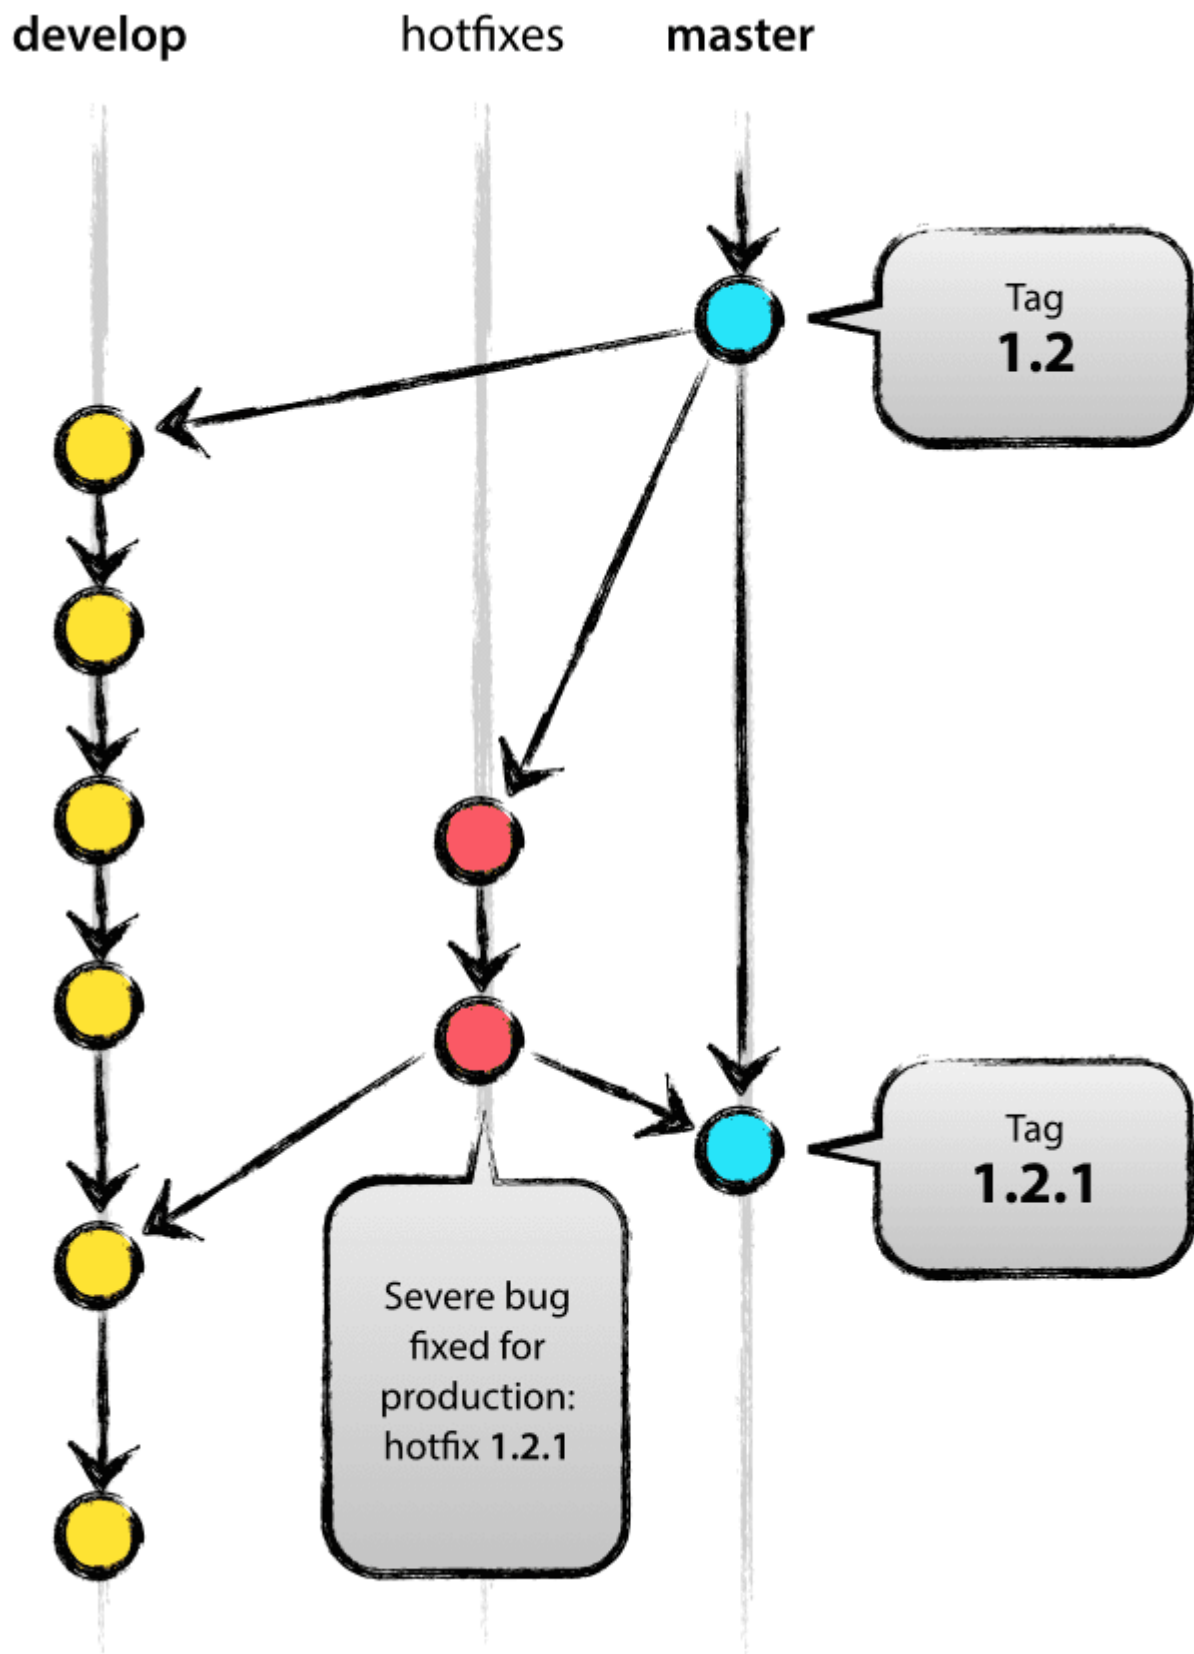 develop
hotfixes
master
Tag
1.2
Tag
1.2.1
Severe bug
fixed for
production:
hotfix 1.2.1